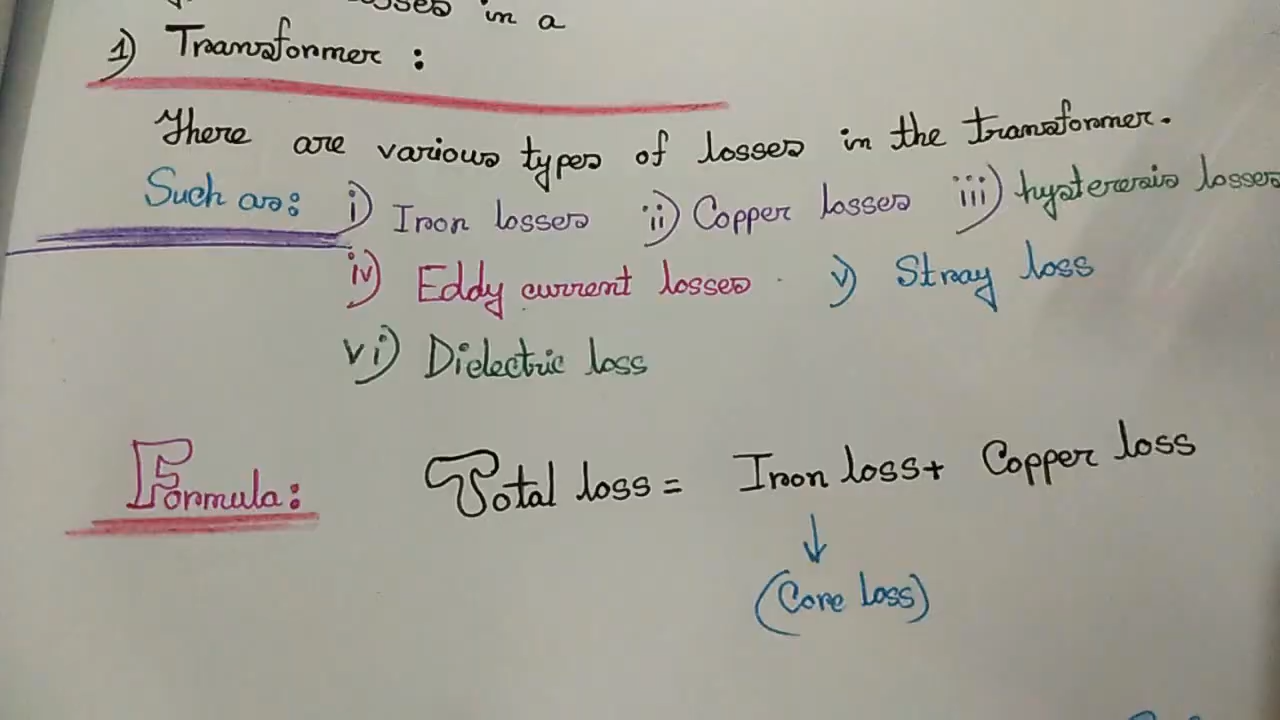 in a
1) Transformer :
There are various types of losses in the transformer.
Such as: i) Iron losses ii) Copper losses iii) hysteresis losses
iv) Eddy current losses v) Stray loss
vi) Dielectric loss
Formula: Total loss = Iron loss + Copper loss
↓
(Core loss)